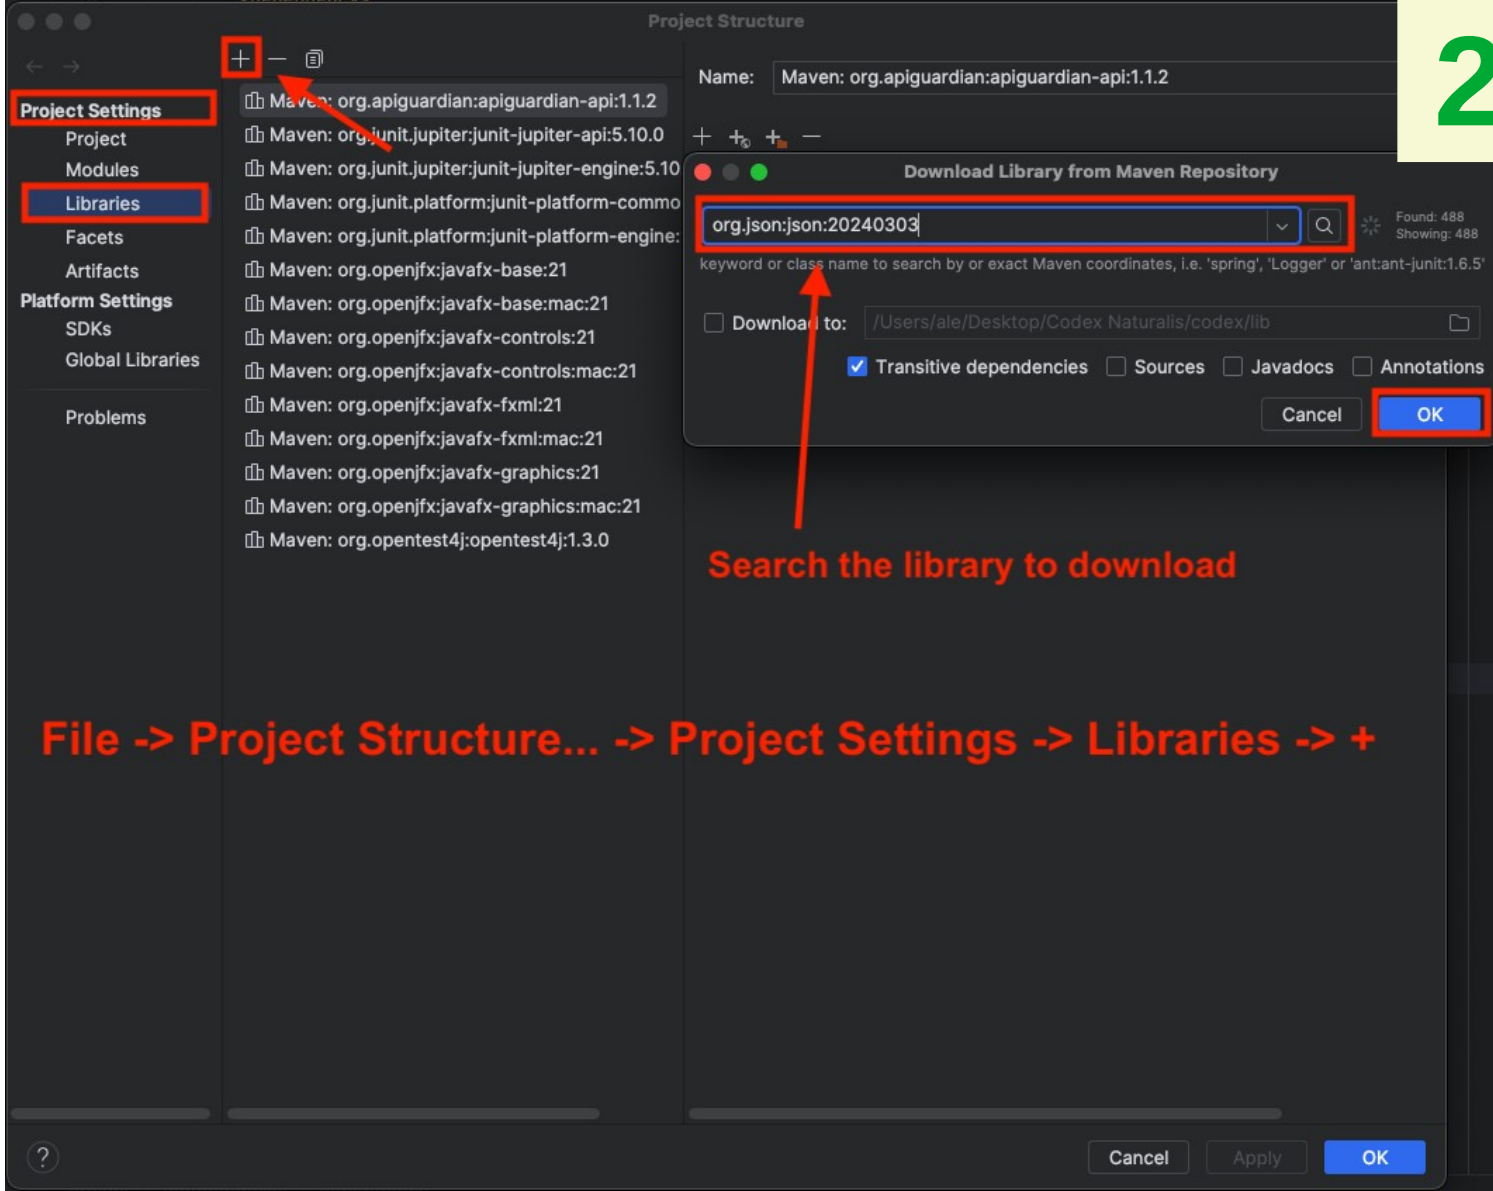 Project Structure
2
Project Settings
Project
Modules
Libraries
Facets
Artifacts
Platform Settings
SDKs
Global Libraries
Problems
Maven: org.apiguardian:apiguardian-api:1.1.2
Maven: org.junit.jupiter:junit-jupiter-api:5.10.0
Maven: org.junit.jupiter:junit-jupiter-engine:5.10
Maven: org.junit.platform:junit-platform-commo
Maven: org.junit.platform:junit-platform-engine:
Maven: org.openjfx:javafx-base:21
Maven: org.openjfx:javafx-base:mac:21
Maven: org.openjfx:javafx-controls:21
Maven: org.openjfx:javafx-controls:mac:21
Maven: org.openjfx:javafx-fxml:21
Maven: org.openjfx:javafx-fxml:mac:21
Maven: org.openjfx:javafx-graphics:21
Maven: org.openjfx:javafx-graphics:mac:21
Maven: org.opentest4j:opentest4j:1.3.0
Name: Maven: org.apiguardian:apiguardian-api:1.1.2
Download Library from Maven Repository
org.json:json:20240303
Found: 488
Showing: 488
keyword or class name to search by or exact Maven coordinates, i.e. 'spring', 'Logger' or 'ant:ant-junit:1.6.5'
Download to: /Users/ale/Desktop/Codex Naturalis/codex/lib
Transitive dependencies Sources Javadocs Annotations
Cancel OK
Search the library to download
File -> Project Structure... -> Project Settings -> Libraries -> +
? Cancel Apply OK